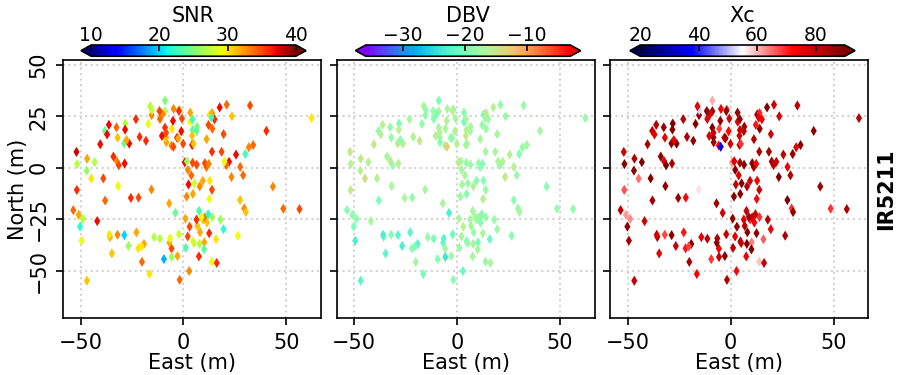 SNR DBV Xc
10 20 30 40 −30 −20 −10 20 40 60 80
50
25
0
−25
−50
North (m)
IR5211
−50 0 50 −50 0 50 −50 0 50
East (m) East (m) East (m)